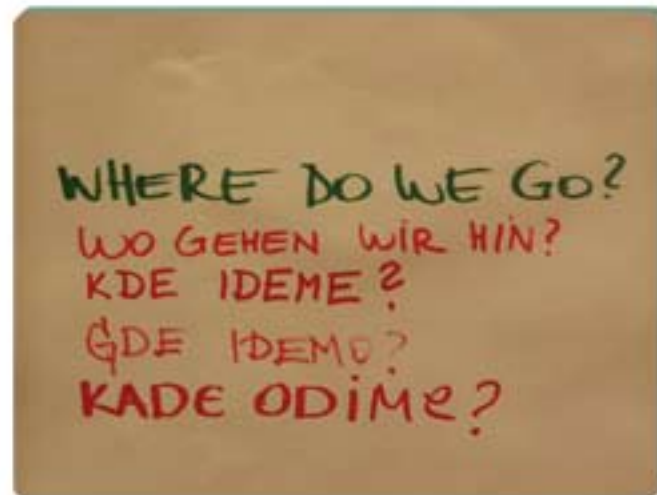 WHERE DO WE GO?
WO GEHEN WIR HIN?
KDE IDEME?
GDE IDEMO?
KADE ODIMe?